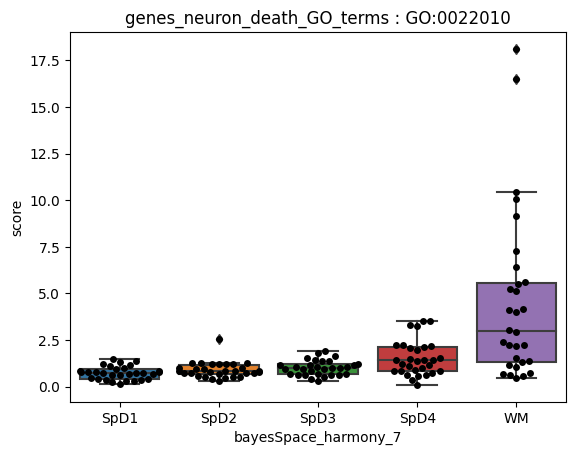 genes_neuron_death_GO_terms : GO:0022010
17.5
15.0
12.5
10.0
7.5
5.0
2.5
0.0
score
SpD1 SpD2 SpD3 SpD4 WM
bayesSpace_harmony_7